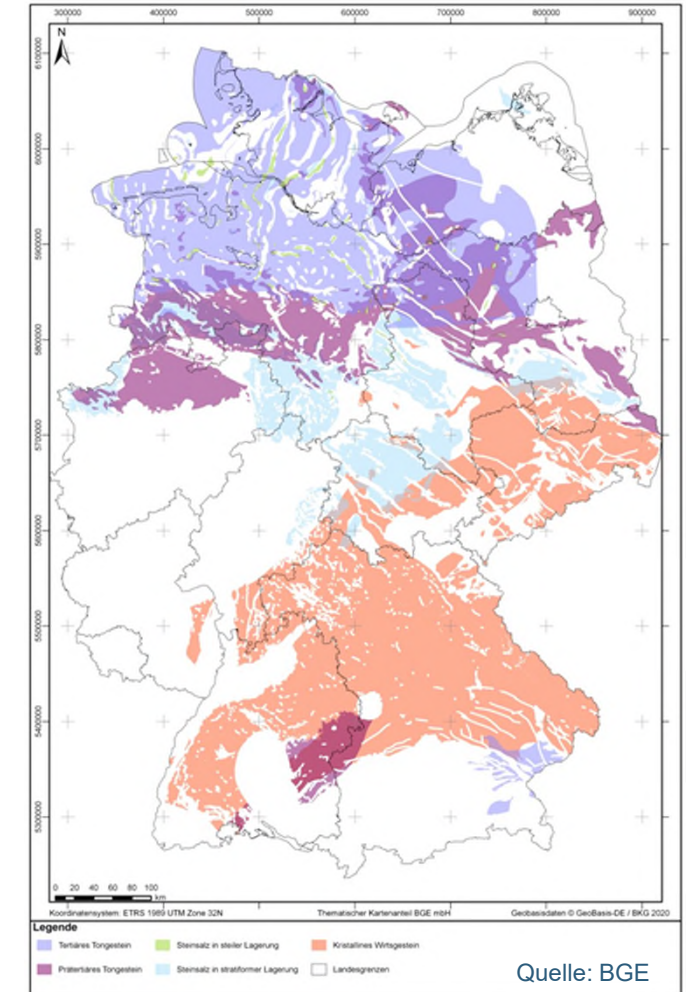 300000 400000 500000 600000 700000 800000 900000
N
6100000
6000000
5900000
5800000
5700000
5600000
5500000
5400000
5300000
0 20 40 60 80 100
km
Koordinatensystem: ETRS 1989 UTM Zone 32N Thematischer Kartenanteil BGE mbH Geobasisdaten © GeoBasis-DE / BKG 2020
Legende
Tertiäres Tongestein Steinsalz in steiler Lagerung Kristallines Wirtsgestein
Prätertiäres Tongestein Steinsalz in stratiformer Lagerung Landesgrenzen
Quelle: BGE